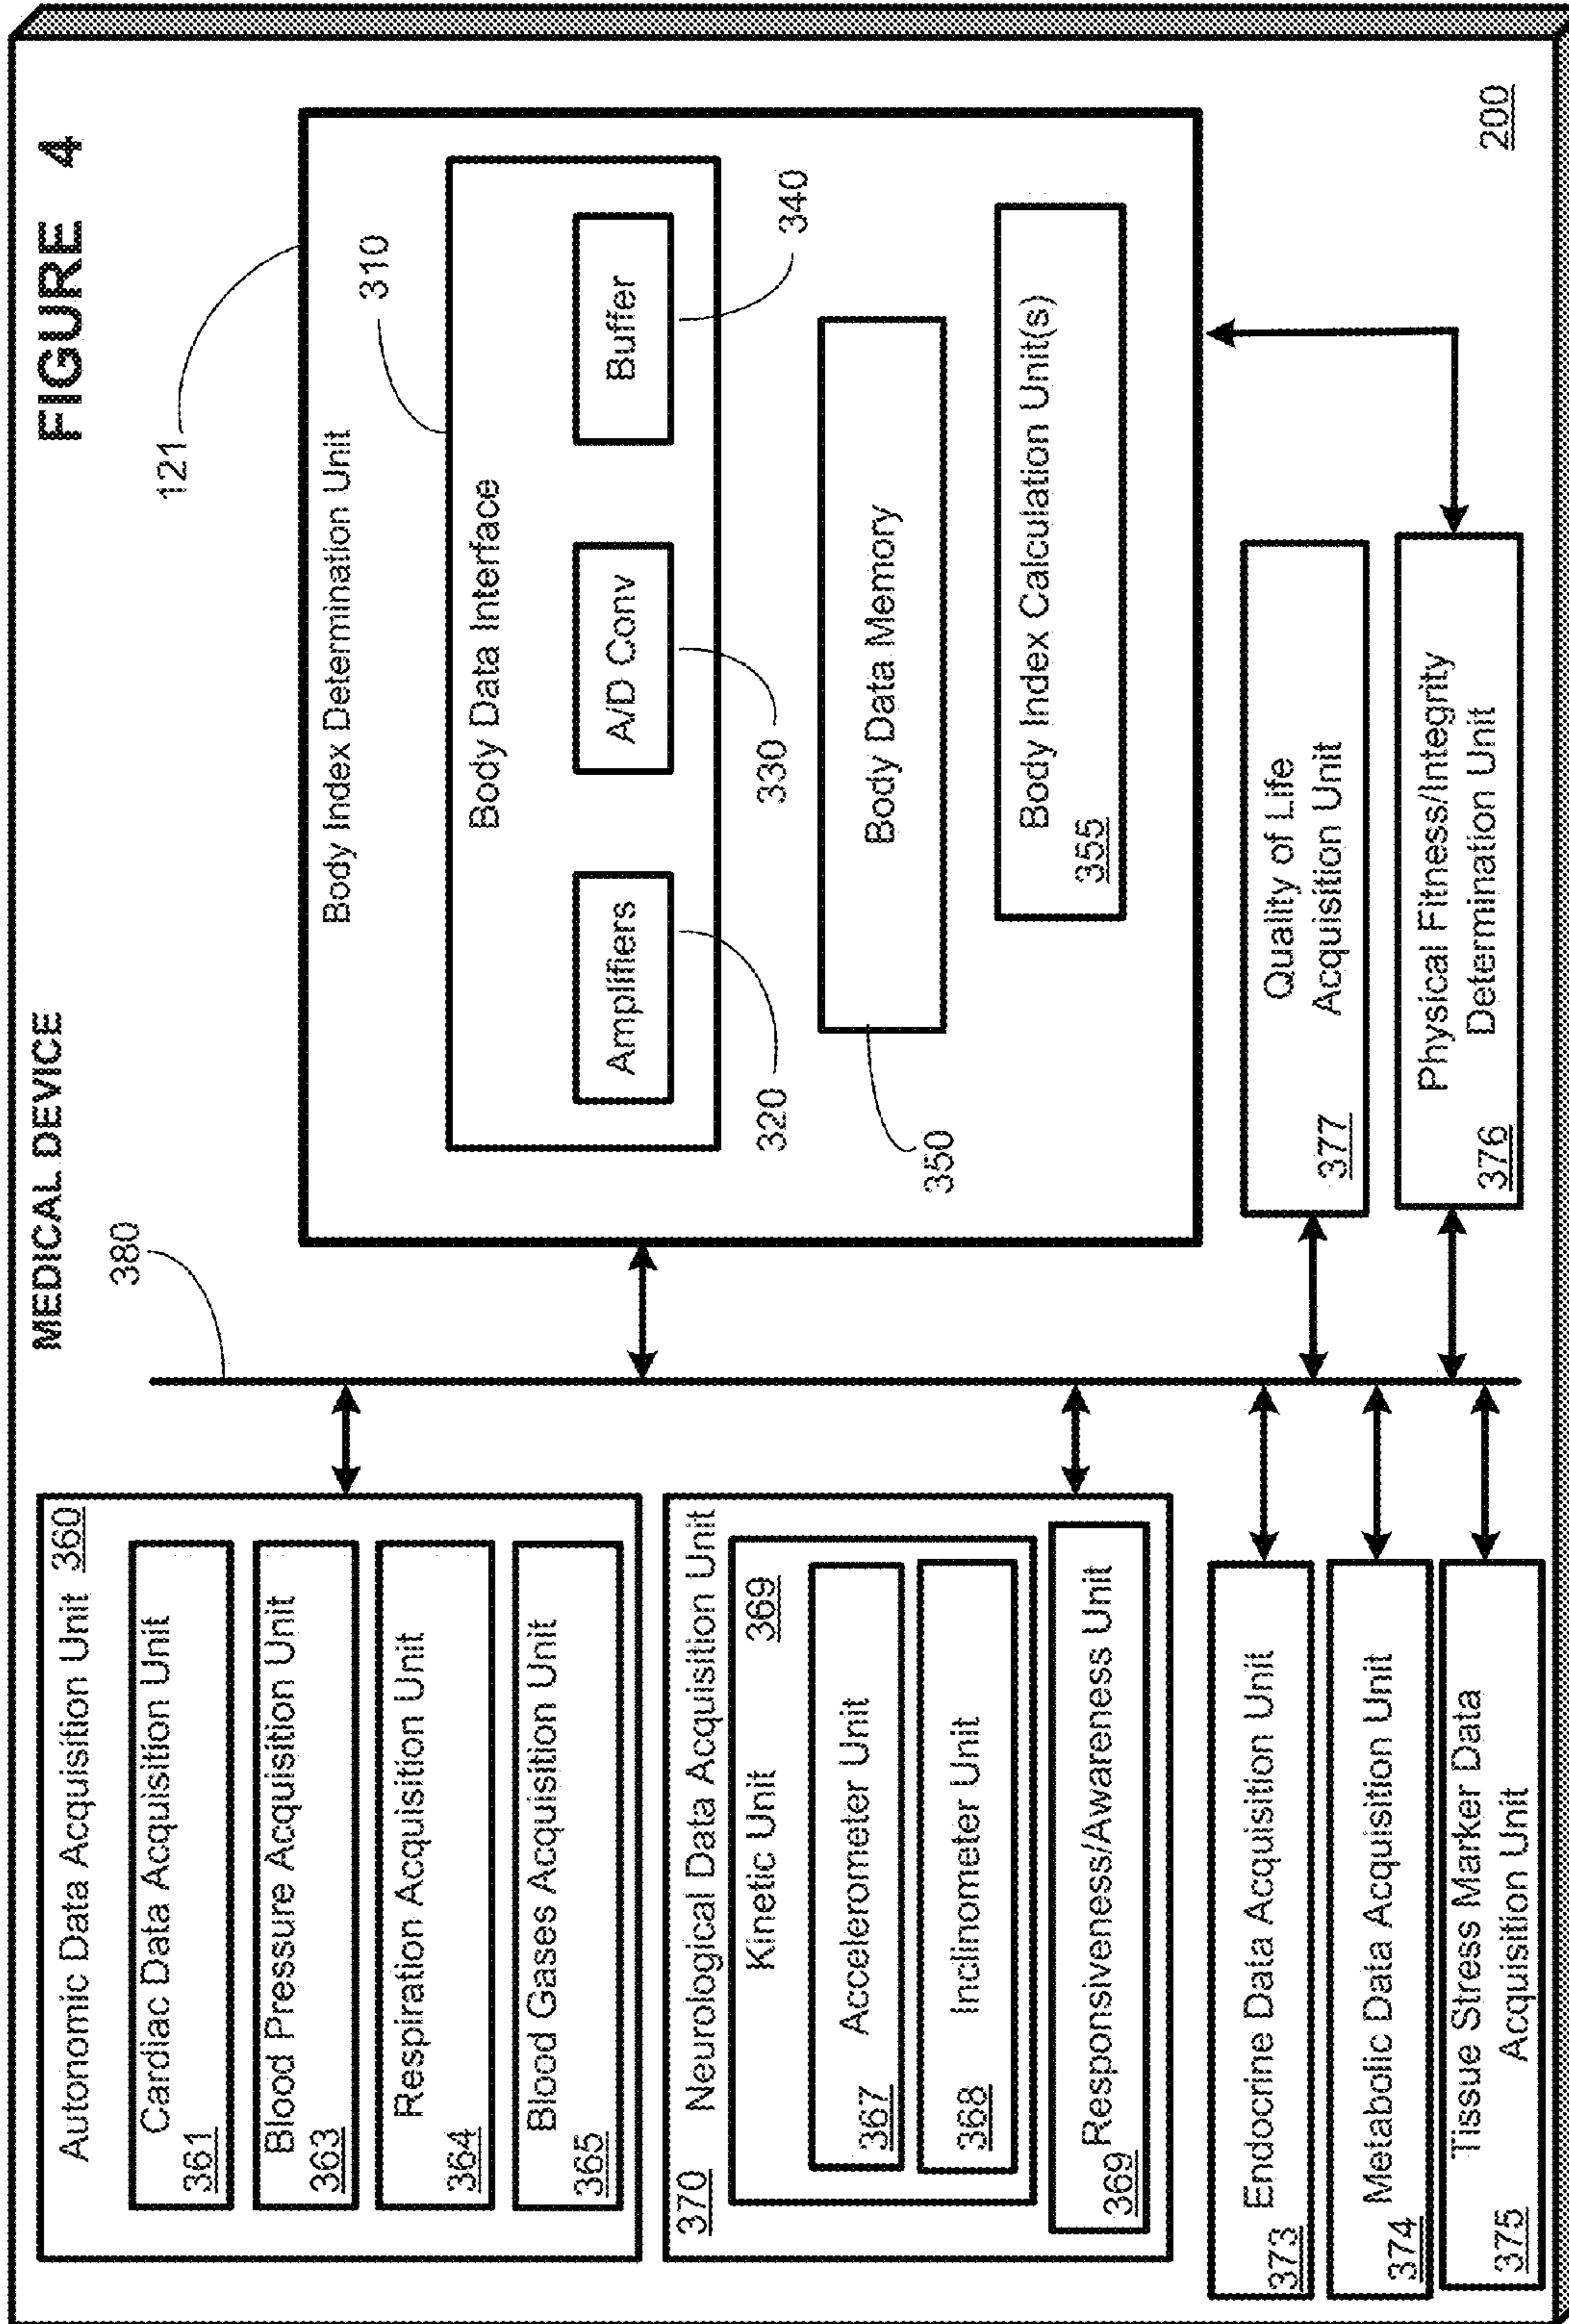 MEDICAL DEVICE
FIGURE 4
Autonomic Data Acquisition Unit 360
Cardiac Data Acquisition Unit
361
Blood Pressure Acquisition Unit
363
Respiration Acquisition Unit
364
Blood Gases Acquisition Unit
365
370 Neurological Data Acquisition Unit
Kinetic Unit 369
Accelerometer Unit
367
Inclinometer Unit
368
Responsiveness/Awareness Unit
369
Endocrine Data Acquisition Unit
373
Metabolic Data Acquisition Unit
374
Tissue Stress Marker Data
Acquisition Unit
375
380
121
Body Index Determination Unit
310
Body Data Interface
Amplifiers
A/D Conv
Buffer
320
330
340
Body Data Memory
350
Body Index Calculation Unit(s)
355
Quality of Life
Acquisition Unit
377
Physical Fitness/Integrity
Determination Unit
376
200